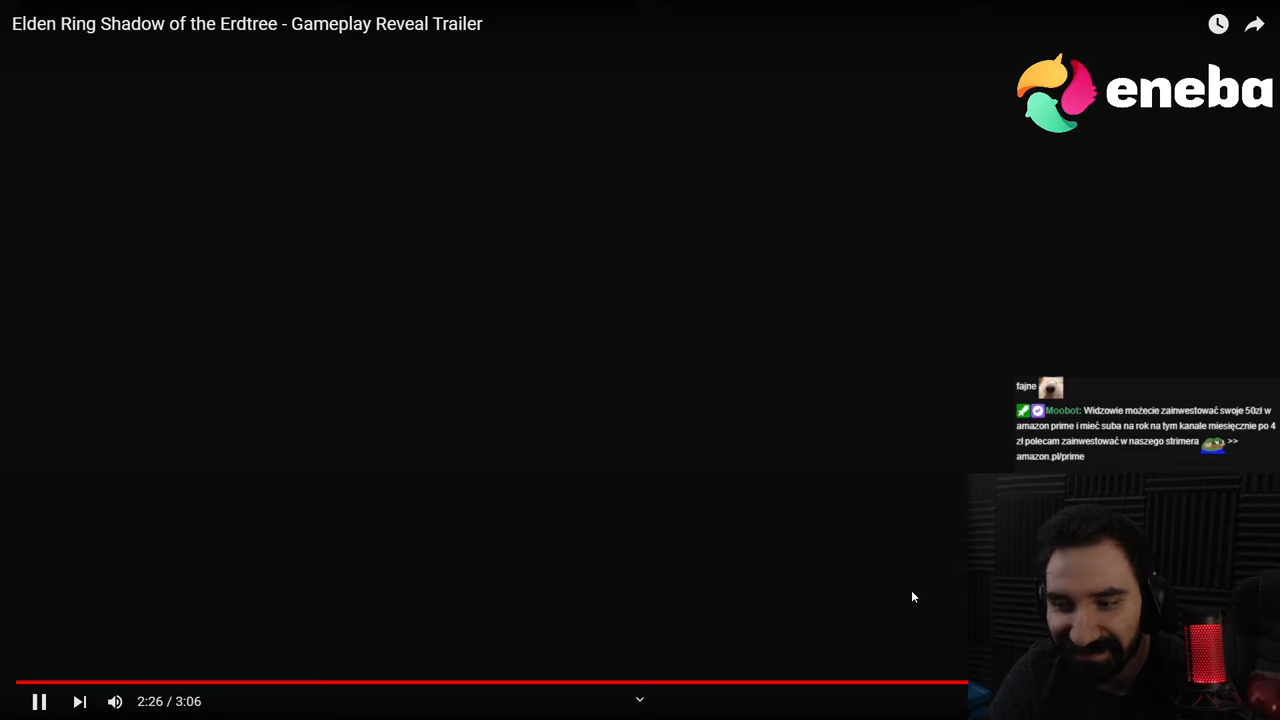 Elden Ring Shadow of the Erdtree - Gameplay Reveal Trailer
eneba
fajne
Moobot: Widzowie możecie zainwestować swoje 50zl w
amazon prime i mieć suba na rok na tym kanale miesięcznie po 4
zł polecam zainwestować w naszego strimera >>
amazon.pl/prime
2:26 / 3:06